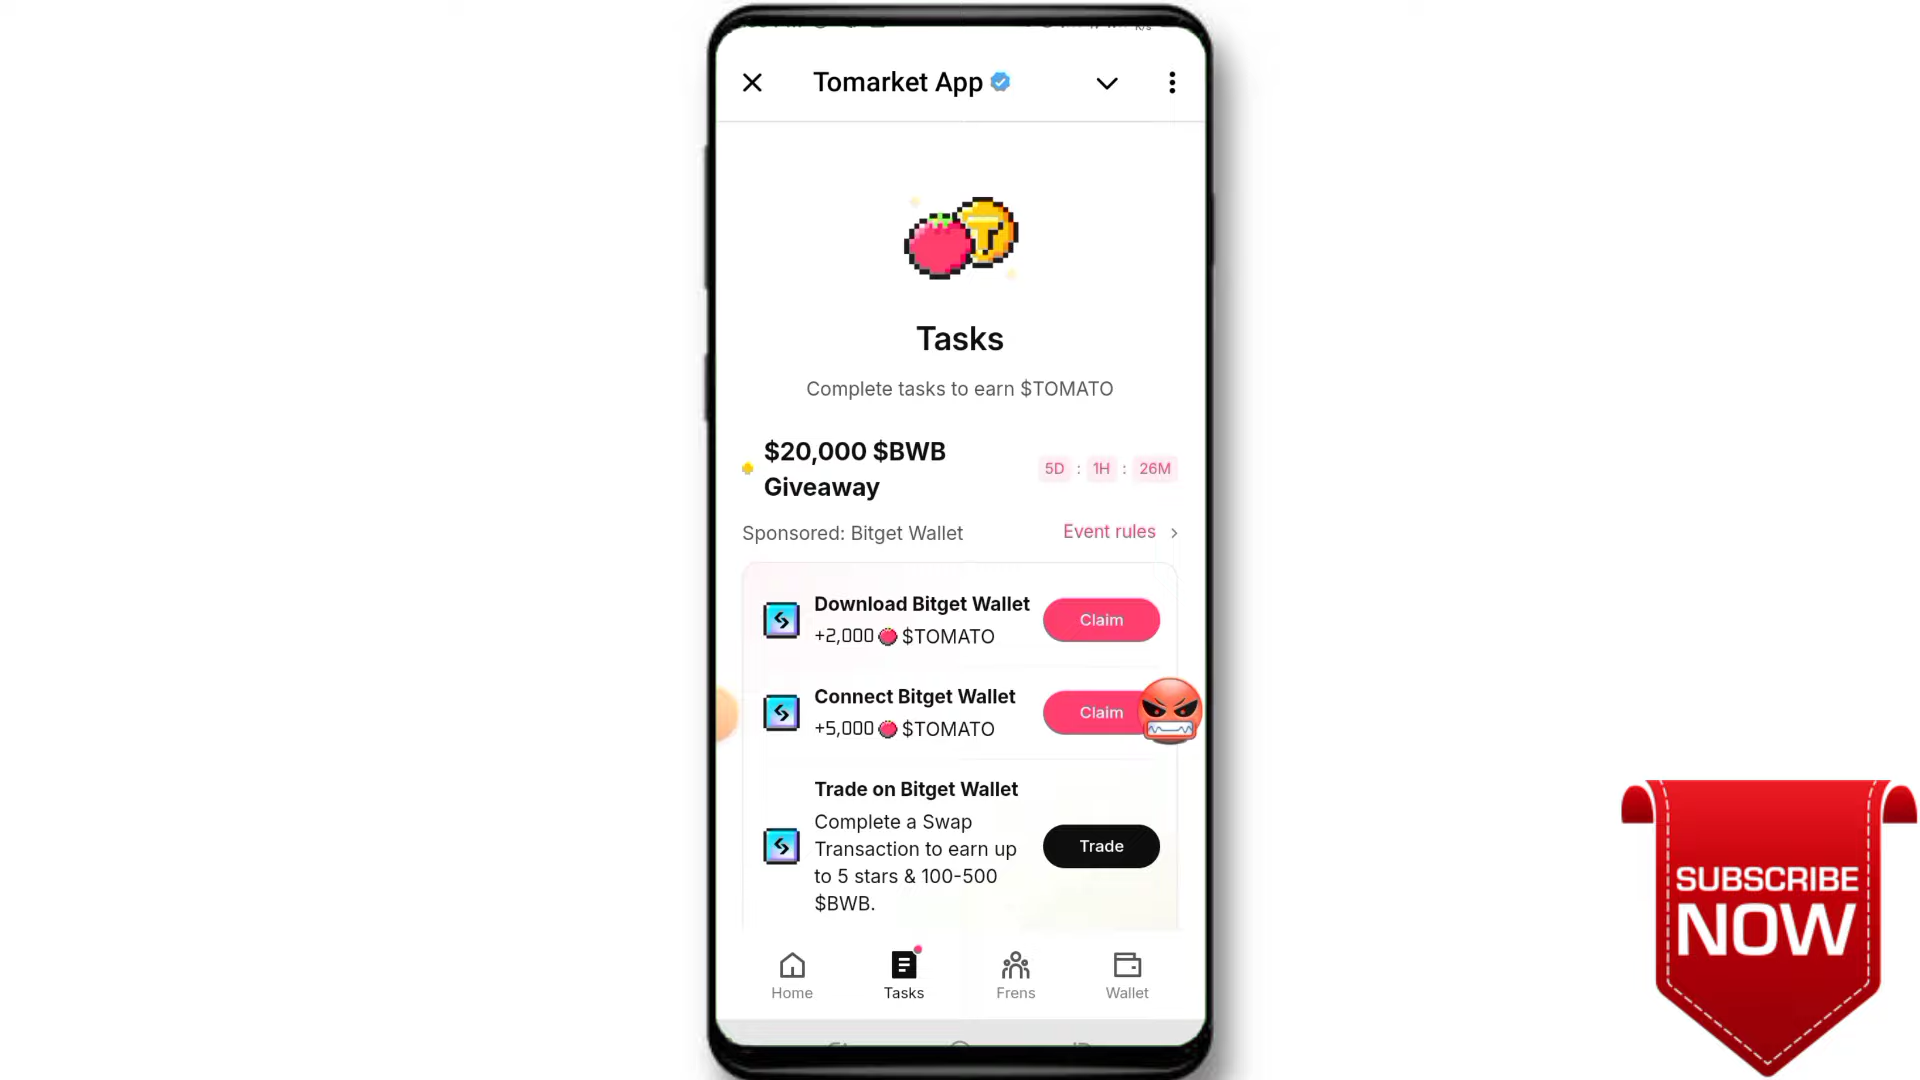 Tomarket App
Tasks
Complete tasks to earn $TOMATO
$20,000 $BWB
Giveaway
5D : 1H : 26M
Sponsored: Bitget Wallet
Event rules
Download Bitget Wallet
+2,000 $TOMATO
Claim
Connect Bitget Wallet
+5,000 $TOMATO
Claim
Trade on Bitget Wallet
Complete a Swap
Transaction to earn up
to 5 stars & 100-500
$BWB.
Trade
Home
Tasks
Frens
Wallet
SUBSCRIBE
NOW